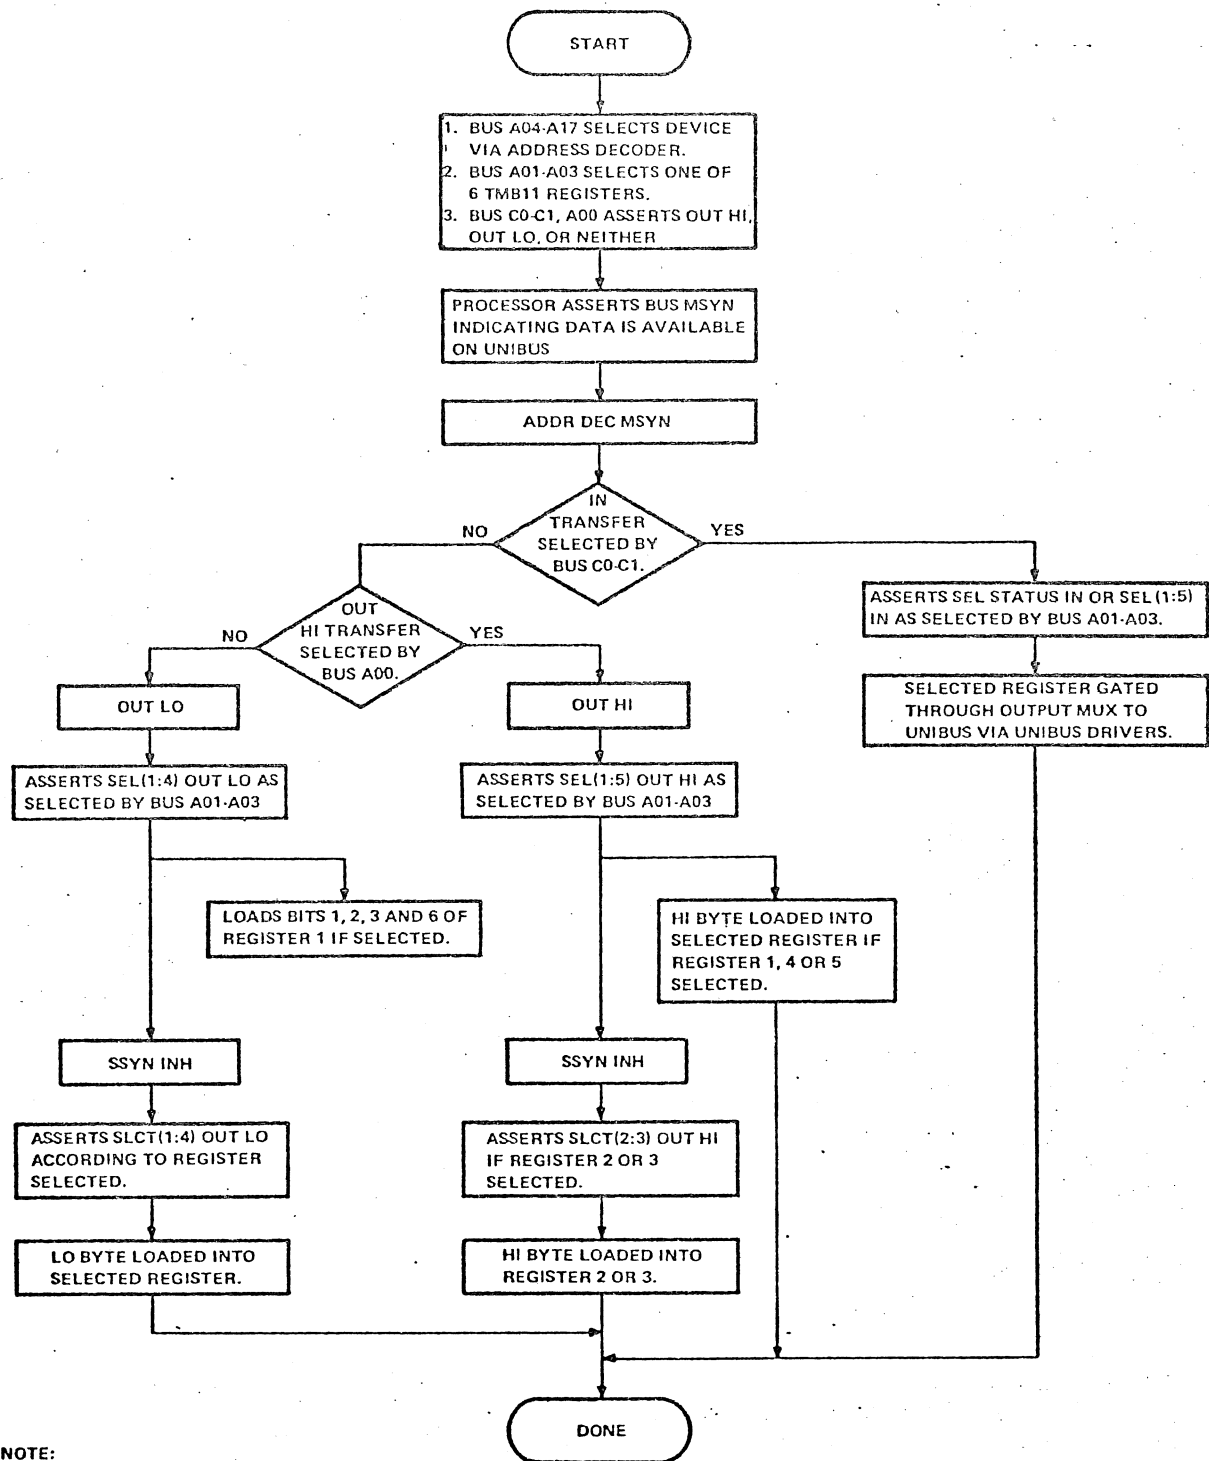 START
1. BUS A04-A17 SELECTS DEVICE
VIA ADDRESS DECODER.
2. BUS A01-A03 SELECTS ONE OF
6 TMB11 REGISTERS.
3. BUS C0-C1, A00 ASSERTS OUT HI,
OUT LO, OR NEITHER
PROCESSOR ASSERTS BUS MSYN
INDICATING DATA IS AVAILABLE
ON UNIBUS
ADDR DEC MSYN
IN
TRANSFER
SELECTED BY
BUS C0-C1.
NO
YES
OUT
HI TRANSFER
SELECTED BY
BUS A00.
NO
YES
ASSERTS SEL STATUS IN OR SEL (1:5)
IN AS SELECTED BY BUS A01-A03.
SELECTED REGISTER GATED
THROUGH OUTPUT MUX TO
UNIBUS VIA UNIBUS DRIVERS.
OUT LO
OUT HI
ASSERTS SEL(1:4) OUT LO AS
SELECTED BY BUS A01-A03
ASSERTS SEL(1:5) OUT HI AS
SELECTED BY BUS A01-A03
LOADS BITS 1, 2, 3 AND 6 OF
REGISTER 1 IF SELECTED.
HI BYTE LOADED INTO
SELECTED REGISTER IF
REGISTER 1, 4 OR 5
SELECTED.
SSYN INH
SSYN INH
ASSERTS SLCT(1:4) OUT LO
ACCORDING TO REGISTER
SELECTED.
ASSERTS SLCT(2:3) OUT HI
IF REGISTER 2 OR 3
SELECTED.
LO BYTE LOADED INTO
SELECTED REGISTER.
HI BYTE LOADED INTO
REGISTER 2 OR 3.
DONE
NOTE: